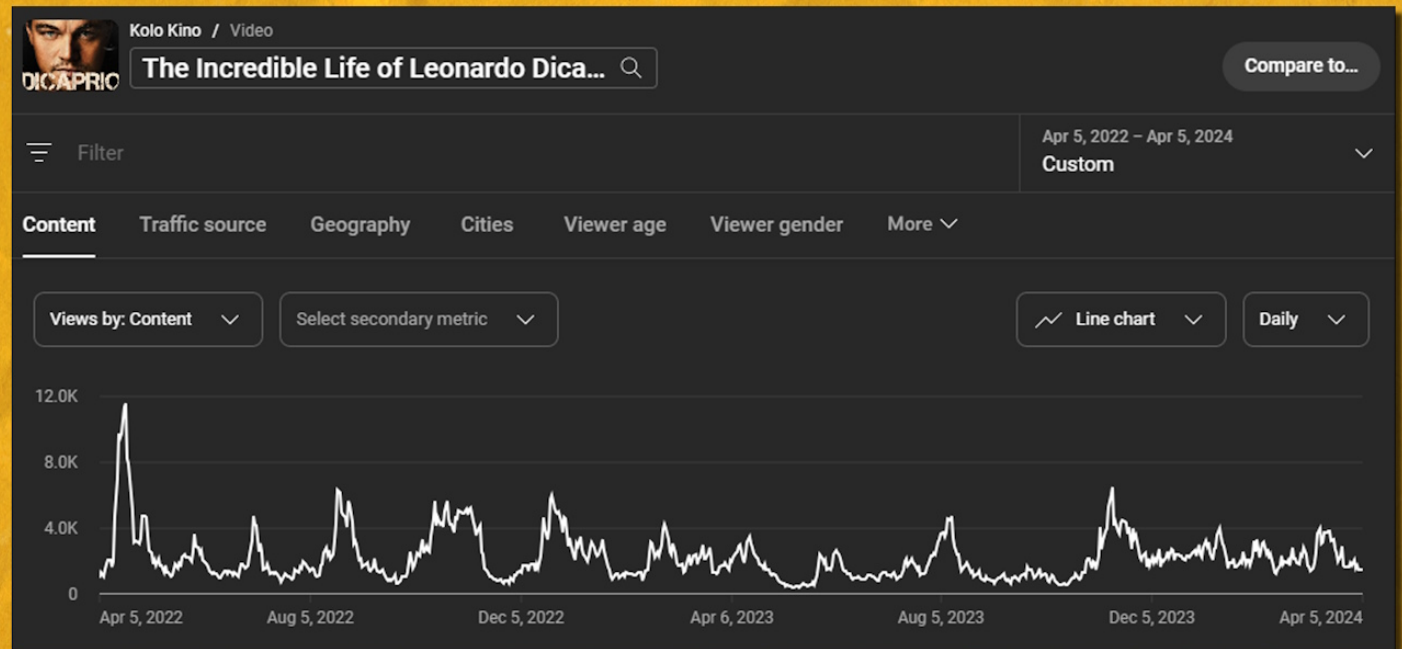 DICAPRIO
Kolo Kino / Video
The Incredible Life of Leonardo Dica...
Compare to...
Filter
Apr 5, 2022 – Apr 5, 2024
Custom
Content Traffic source Geography Cities Viewer age Viewer gender More
Views by: Content Select secondary metric Line chart Daily
12.0K
8.0K
4.0K
0
Apr 5, 2022 Aug 5, 2022 Dec 5, 2022 Apr 6, 2023 Aug 5, 2023 Dec 5, 2023 Apr 5, 2024